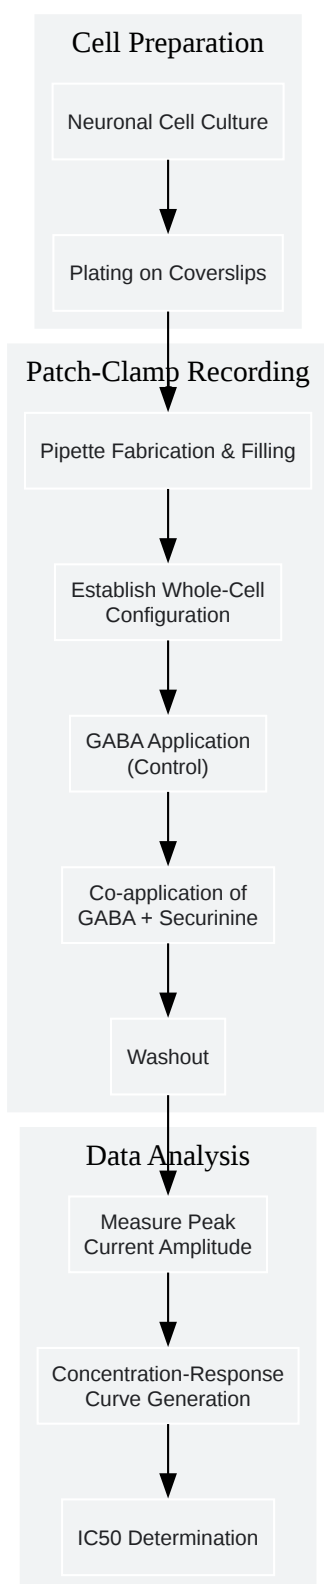 Cell Preparation
Neuronal Cell Culture
Plating on Coverslips
Patch-Clamp Recording
Pipette Fabrication & Filling
Establish Whole-Cell
Configuration
GABA Application
(Control)
Co-application of
GABA + Securinine
Washout
Data Analysis
Measure Peak
Current Amplitude
Concentration-Response
Curve Generation
IC50 Determination